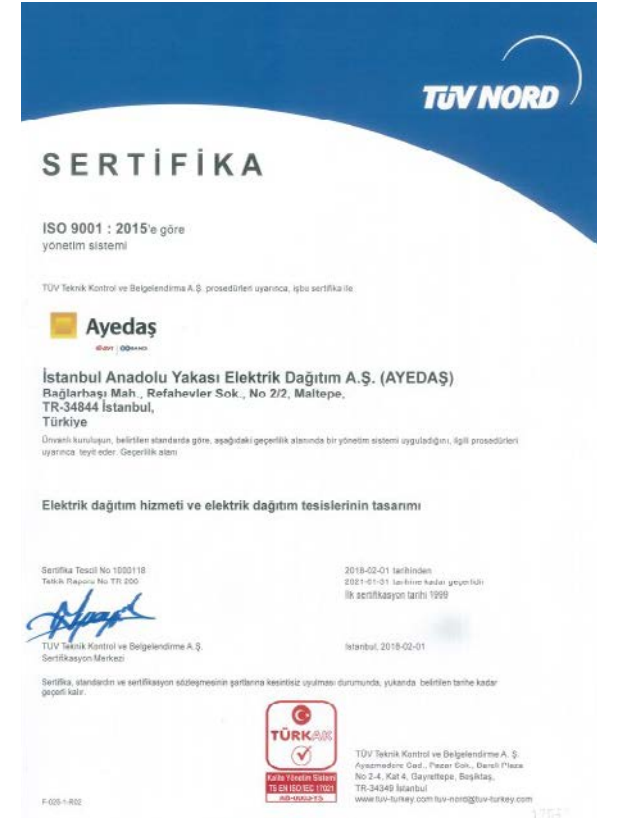 TÜV NORD
SERTİFİKA
ISO 9001 : 2015'e göre
yönetim sistemi
TÜV Teknik Kontrol ve Belgelendirma A.Ş. prosedürleri uyarınca, işbu sertifika ile
Ayedaş
İstanbul Anadolu Yakası Elektrik Dağıtım A.Ş. (AYEDAŞ)
Bağlarbaşı Mah., Refahevler Sok., No 2/2, Maltepe,
TR-34844 İstanbul,
Türkiye
Ünvanlı kuruluşun, belirtilen standarda göre, aşağıdaki geçerlilik alanında bir yönetim sistemi uyguladığını, ilgili prosedürleri
uyarınca teyit eder. Geçerlilik alanı
Elektrik dağıtım hizmeti ve elektrik dağıtım tesislerinin tasarımı
Sertifika Tescil No 1000118
Tetkik Raporu No TR 200
2018-02-01 tarihinden
2021-01-31 tarihine kadar geçerlidir
İlk sertifikasyon tarihi 1999
TÜV Teknik Kontrol ve Belgelendirme A.Ş.
Sertifikasyon Merkezi
İstanbul, 2018-02-01
Sertifika, standardın ve sertifikasyon sözleşmesinin şartlarına kesintisiz uyulması durumunda, yukarıda belirtilen tarihe kadar
geçerli kalır.
TÜRKAK
Kalite Yönetim Sistemi
TS EN ISO/IEC 17021
AB-0003-YS
TÜV Teknik Kontrol ve Belgelendirme A. Ş.
Ayazmadere Cad., Pazar Sok., Bareli Plaza
No 2-4, Kat 4, Gayrettepe, Beşiktaş,
TR-34349 İstanbul
www.tuv-turkey.com tuv-nord@tuv-turkey.com
F-028-1-R02